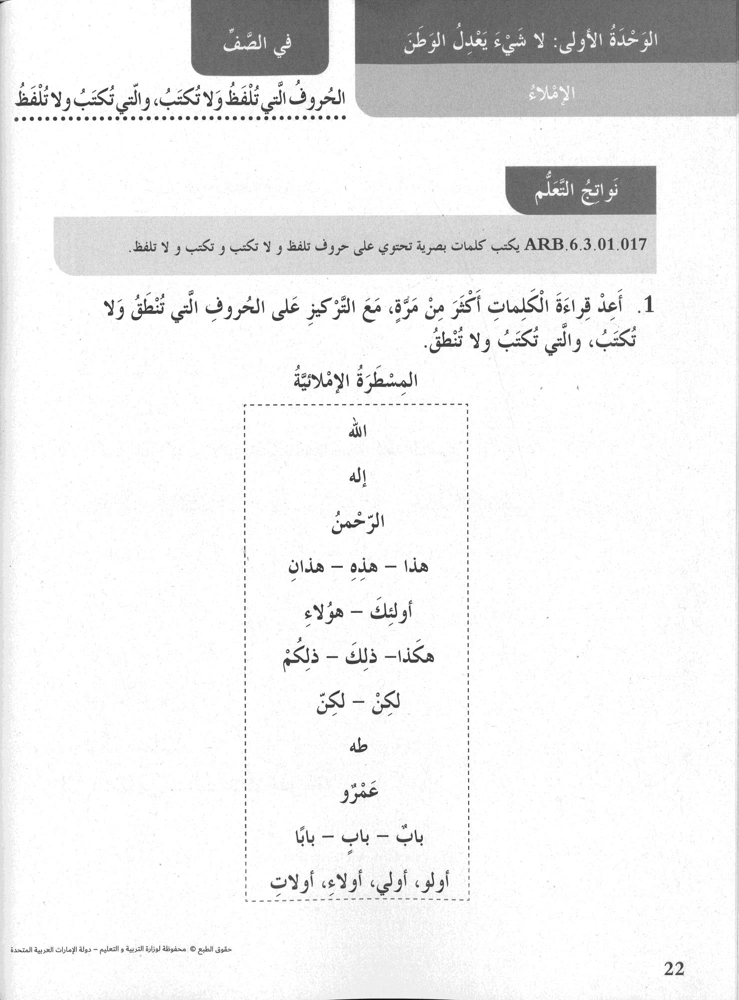 الوَحْدَةُ الأولى: لا شَيْءَ يَعْدِلُ الوَطَنَ
في الصَّفِّ
الإمْلاءُ
الحُروفُ الَّتي تُلْفَظُ وَلا تُكتَبُ، والّتي تُكتَبُ ولا تُلْفَظُ
نَواتِجُ التَّعَلُّم
ARB.6.3.01.017 يكتب كلمات بصرية تحتوي على حروف تلفظ و لا تكتب و تكتب و لا تلفظ.
1. أَعِدْ قِراءَةَ الْكَلِماتِ أَكْثَرَ مِنْ مَرَّةٍ، مَعَ التَّرْكيزِ عَلى الحُروفِ الَّتي تُنْطَقُ وَلا
تُكتَبُ، والَّتي تُكتَبُ ولا تُنْطقُ.
المِسْطَرَةُ الإمْلائيَّةُ
الله
إله
الرّحْمنُ
هذا – هذِهِ – هذانِ
أولئِكَ – هؤُلاءِ
هكَذا– ذلِكَ – ذلِكُمْ
لكِنْ – لكِنّ
طه
عَمْرٌو
بابٌ – بابٍ – بابًا
أولو، أولي، أولاءِ، أولاتِ
حقوق الطبع © محفوظة لوزارة التربية و التعليم – دولة الإمارات العربية المتحدة
22